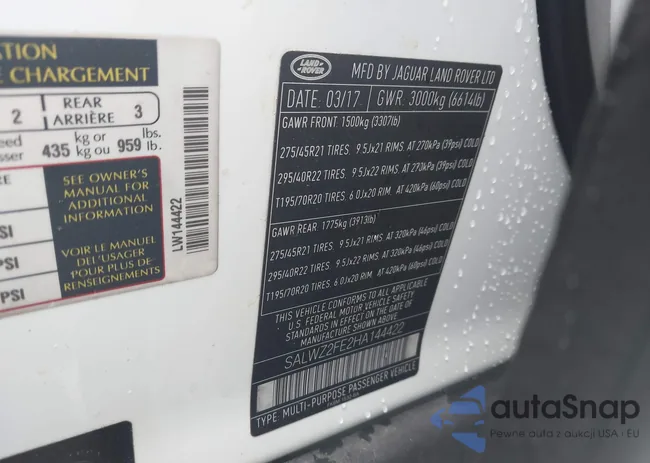 ATION
E CHARGEMENT
2 REAR ARRIÈRE 3
435 kg or kg ou 959 lbs. lb.
SEE OWNER'S
MANUAL FOR
ADDITIONAL
INFORMATION
VOIR LE MANUEL
DE L'USAGER
POUR PLUS DE
RENSEIGNEMENTS
PSI
LW144422
LAND ROVER
MFD BY JAGUAR LAND ROVER LTD
DATE: 03/17 GWR: 3000kg (6614lb)
GAWR FRONT: 1500kg (3307lb)
275/45R21 TIRES. 9.5Jx21 RIMS. AT 270kPa (39psi) COLD
295/40R22 TIRES. 9.5Jx22 RIMS. AT 270kPa (39psi) COLD
T195/70R20 TIRES. 6.0Jx20 RIM. AT 420kPa (60psi) COLD
GAWR REAR: 1775kg (3913lb)
275/45R21 TIRES. 9.5Jx21 RIMS. AT 320kPa (46psi) COLD
295/40R22 TIRES. 9.5Jx22 RIMS. AT 320kPa (46psi) COLD
T195/70R20 TIRES. 6.0Jx20 RIM. AT 420kPa (60psi) COLD
THIS VEHICLE CONFORMS TO ALL APPLICABLE
U.S. FEDERAL MOTOR VEHICLE SAFETY
STANDARDS IN EFFECT ON THE DATE OF
MANUFACTURE SHOWN ABOVE.
SALWZ2FE2HA144422
TYPE: MULTI-PURPOSE PASSENGER VEHICLE
autaSnap
Pewne auta z aukcji USA i EU